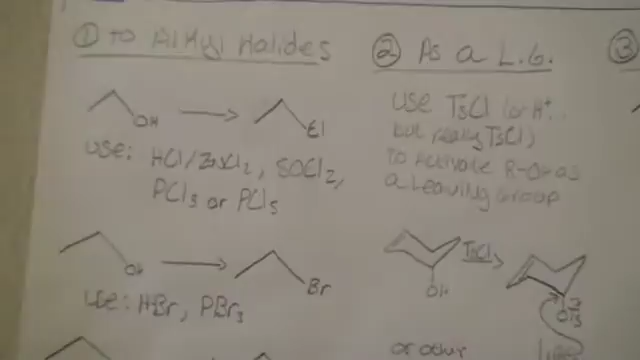 ① TO Alkyl Halides
OH
Cl
USE: HCl/ZnCl2, SOCl2,
PCl3 or PCl5
OH
Br
USE: HBr, PBr3
② As a L.G.
USE TsCl (or H+
but really TsCl)
TO Activate R-OH as
a Leaving Group
TsCl
OH
OTs
or other
③